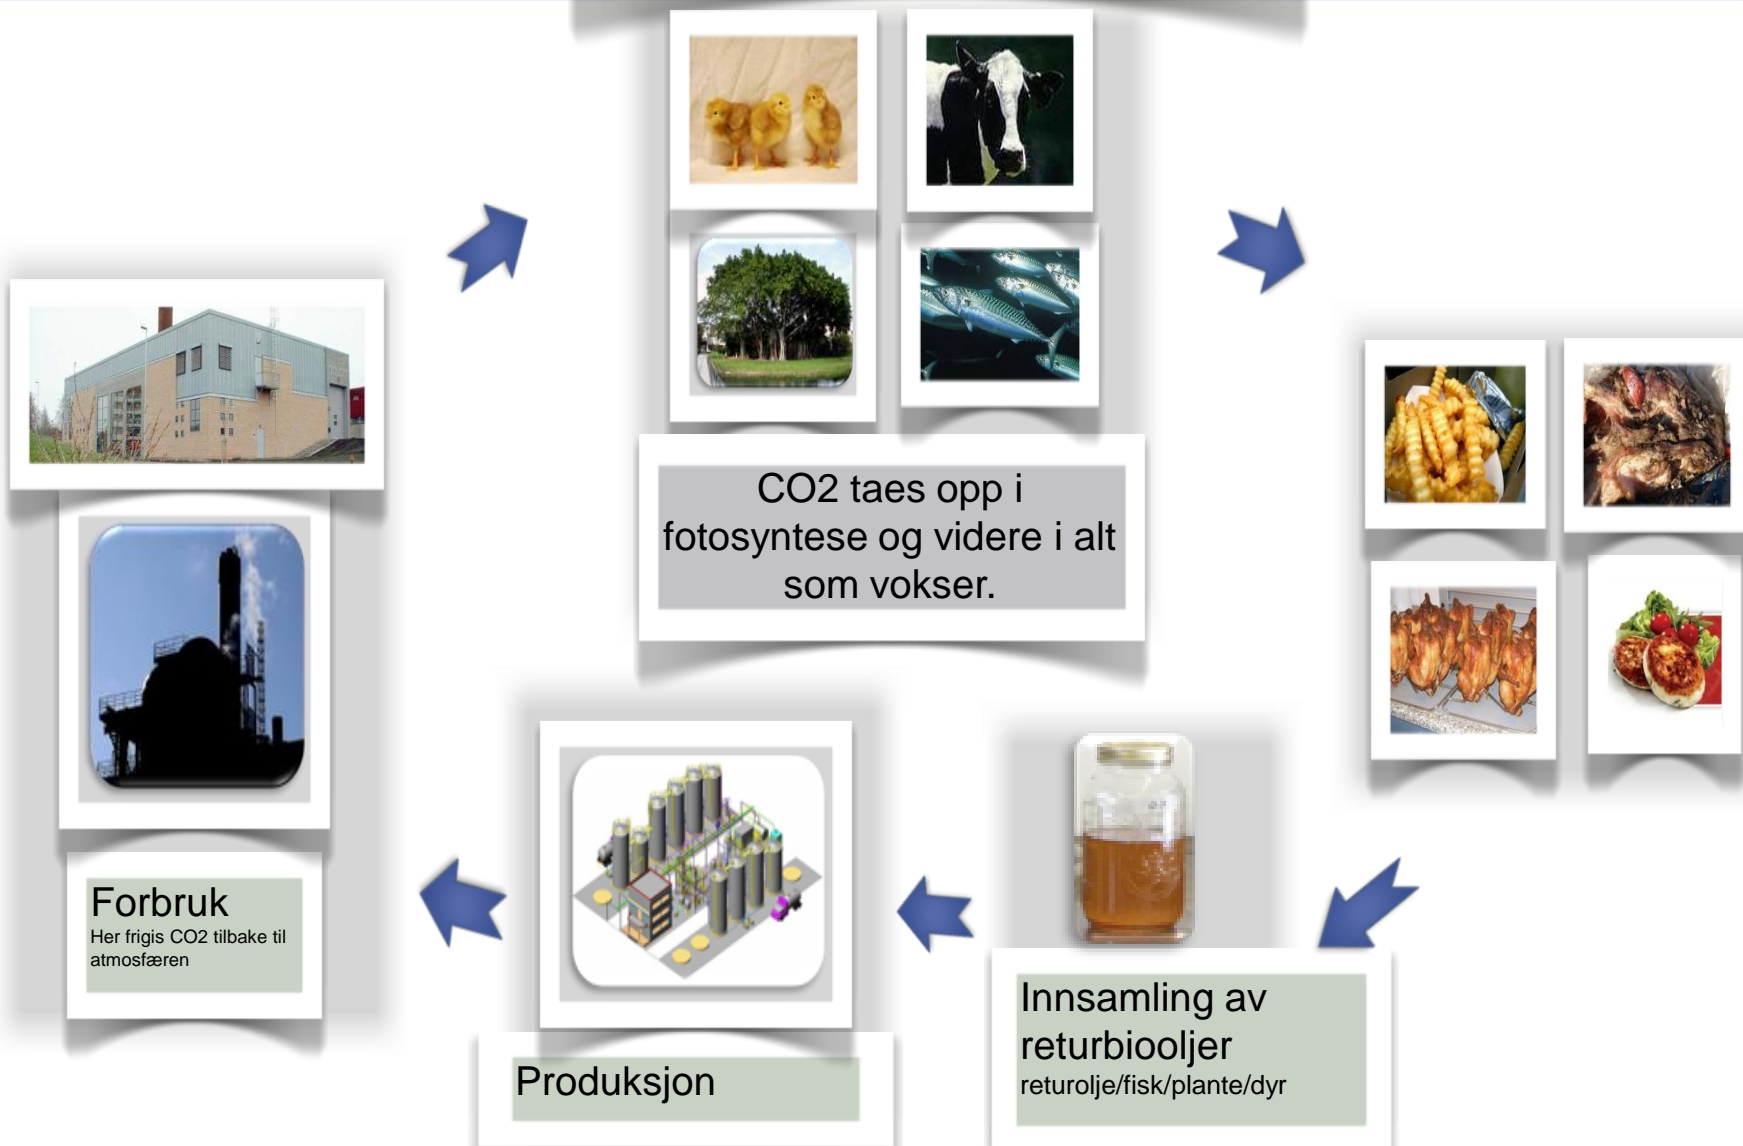 CO2 taes opp i
fotosyntese og videre i alt
som vokser.
Forbruk
Her frigis CO2 tilbake til
atmosfæren
Produksjon
Innsamling av
returbiooljer
returolje/fisk/plante/dyr